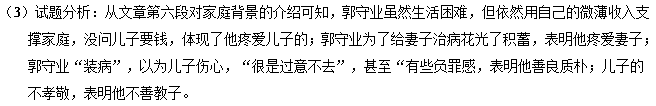 （3）试题分析：从文章第六段对家庭背景的介绍可知，郭守业虽然生活困难，但依然用自己的微薄收入支
撑家庭，没问儿子要钱，体现了他疼爱儿子的；郭守业为了给妻子治病花光了积蓄，表明他疼爱妻子；
郭守业“装病”，以为儿子伤心，“很是过意不去”，甚至“有些负罪感，表明他善良质朴；儿子的
不孝敬，表明他不善教子。